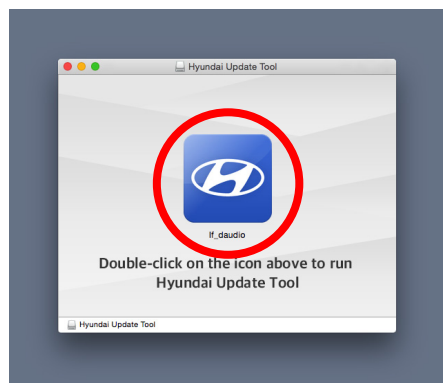 Hyundai Update Tool
lf_daudio
Double-click on the icon above to run
Hyundai Update Tool
Hyundai Update Tool